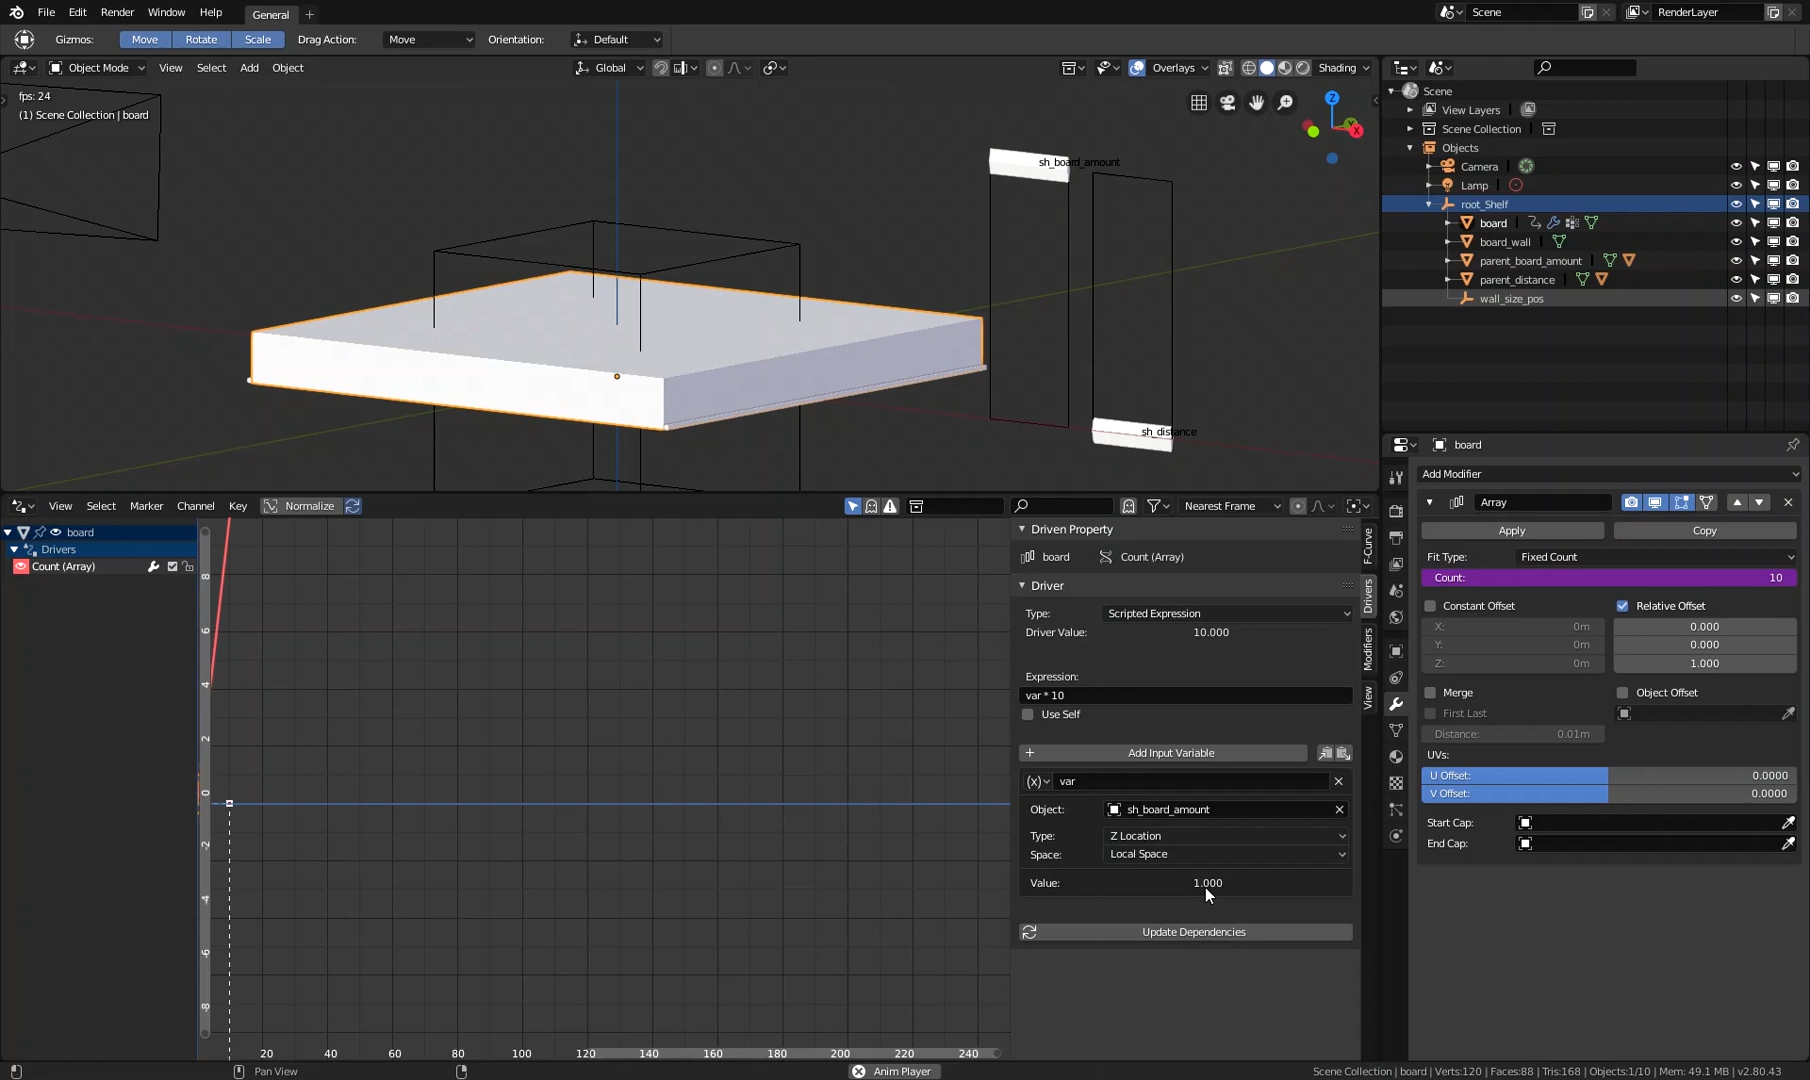 File Edit Render Window Help General + Scene RenderLayer
Gizmos: Move Rotate Scale Drag Action: Move Orientation: Default
Object Mode View Select Add Object Global Overlays Shading
fps: 24
(1) Scene Collection | board
Z
Y
X
sh_board_amount
sh_distance
Scene
View Layers
Scene Collection
Objects
Camera
Lamp
root_Shelf
board
board_wall
parent_board_amount
parent_distance
wall_size_pos
View Select Marker Channel Key Normalize Nearest Frame
board
Drivers
Count (Array)
8
6
4
2
0
-2
-4
-6
-8
20 40 60 80 100 120 140 160 180 200 220 240
Driven Property
board Count (Array)
Driver
Type: Scripted Expression
Driver Value: 10.000
Expression:
var * 10
Use Self
+ Add Input Variable
(x) var
Object: sh_board_amount
Type: Z Location
Space: Local Space
Value: 1.000
Update Dependencies
F-Curve
Drivers
Modifiers
View
board
Add Modifier
Array
Apply Copy
Fit Type: Fixed Count
Count: 10
Constant Offset Relative Offset
X: 0m 0.000
Y: 0m 0.000
Z: 0m 1.000
Merge Object Offset
First Last
Distance: 0.01m
UVs:
U Offset: 0.0000
V Offset: 0.0000
Start Cap:
End Cap:
Pan View Anim Player Scene Collection | board | Verts:120 | Faces:88 | Tris:168 | Objects:1/10 | Mem: 49.1 MB | v2.80.43